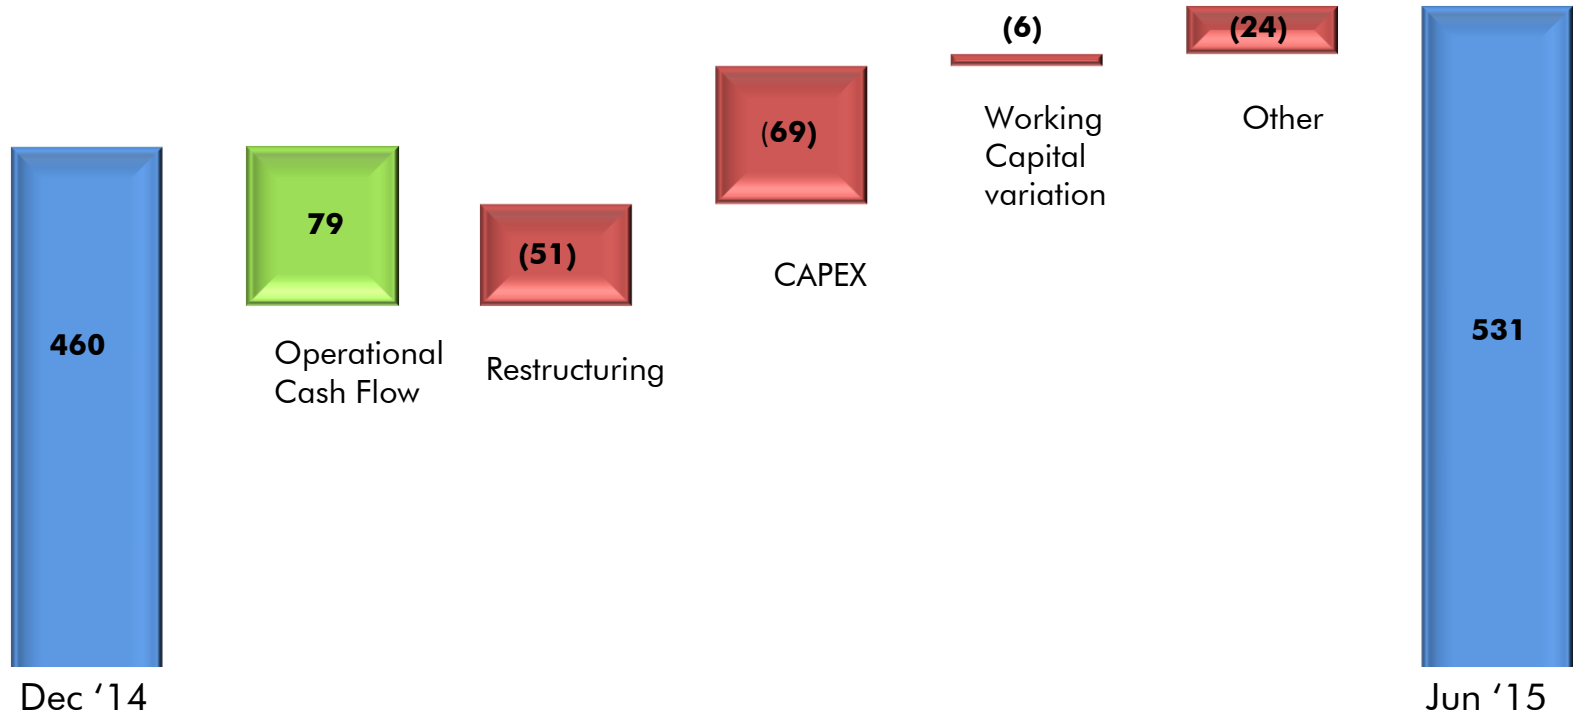 460
Dec ‘14
79
Operational
Cash Flow
(51)
Restructuring
(69)
CAPEX
(6)
Working
Capital
variation
(24)
Other
531
Jun ‘15